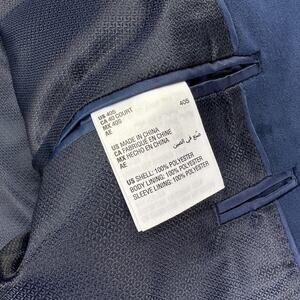 US 40S
CA 40 COURT
MX 40S
AE
40S
US MADE IN CHINA
CA FABRIQUE EN CHINE
MX HECHO EN CHINA
AE صنع في الصين
US SHELL: 100% POLYESTER
BODY LINING: 100% POLYESTER
SLEEVE LINING: 100% POLYESTER